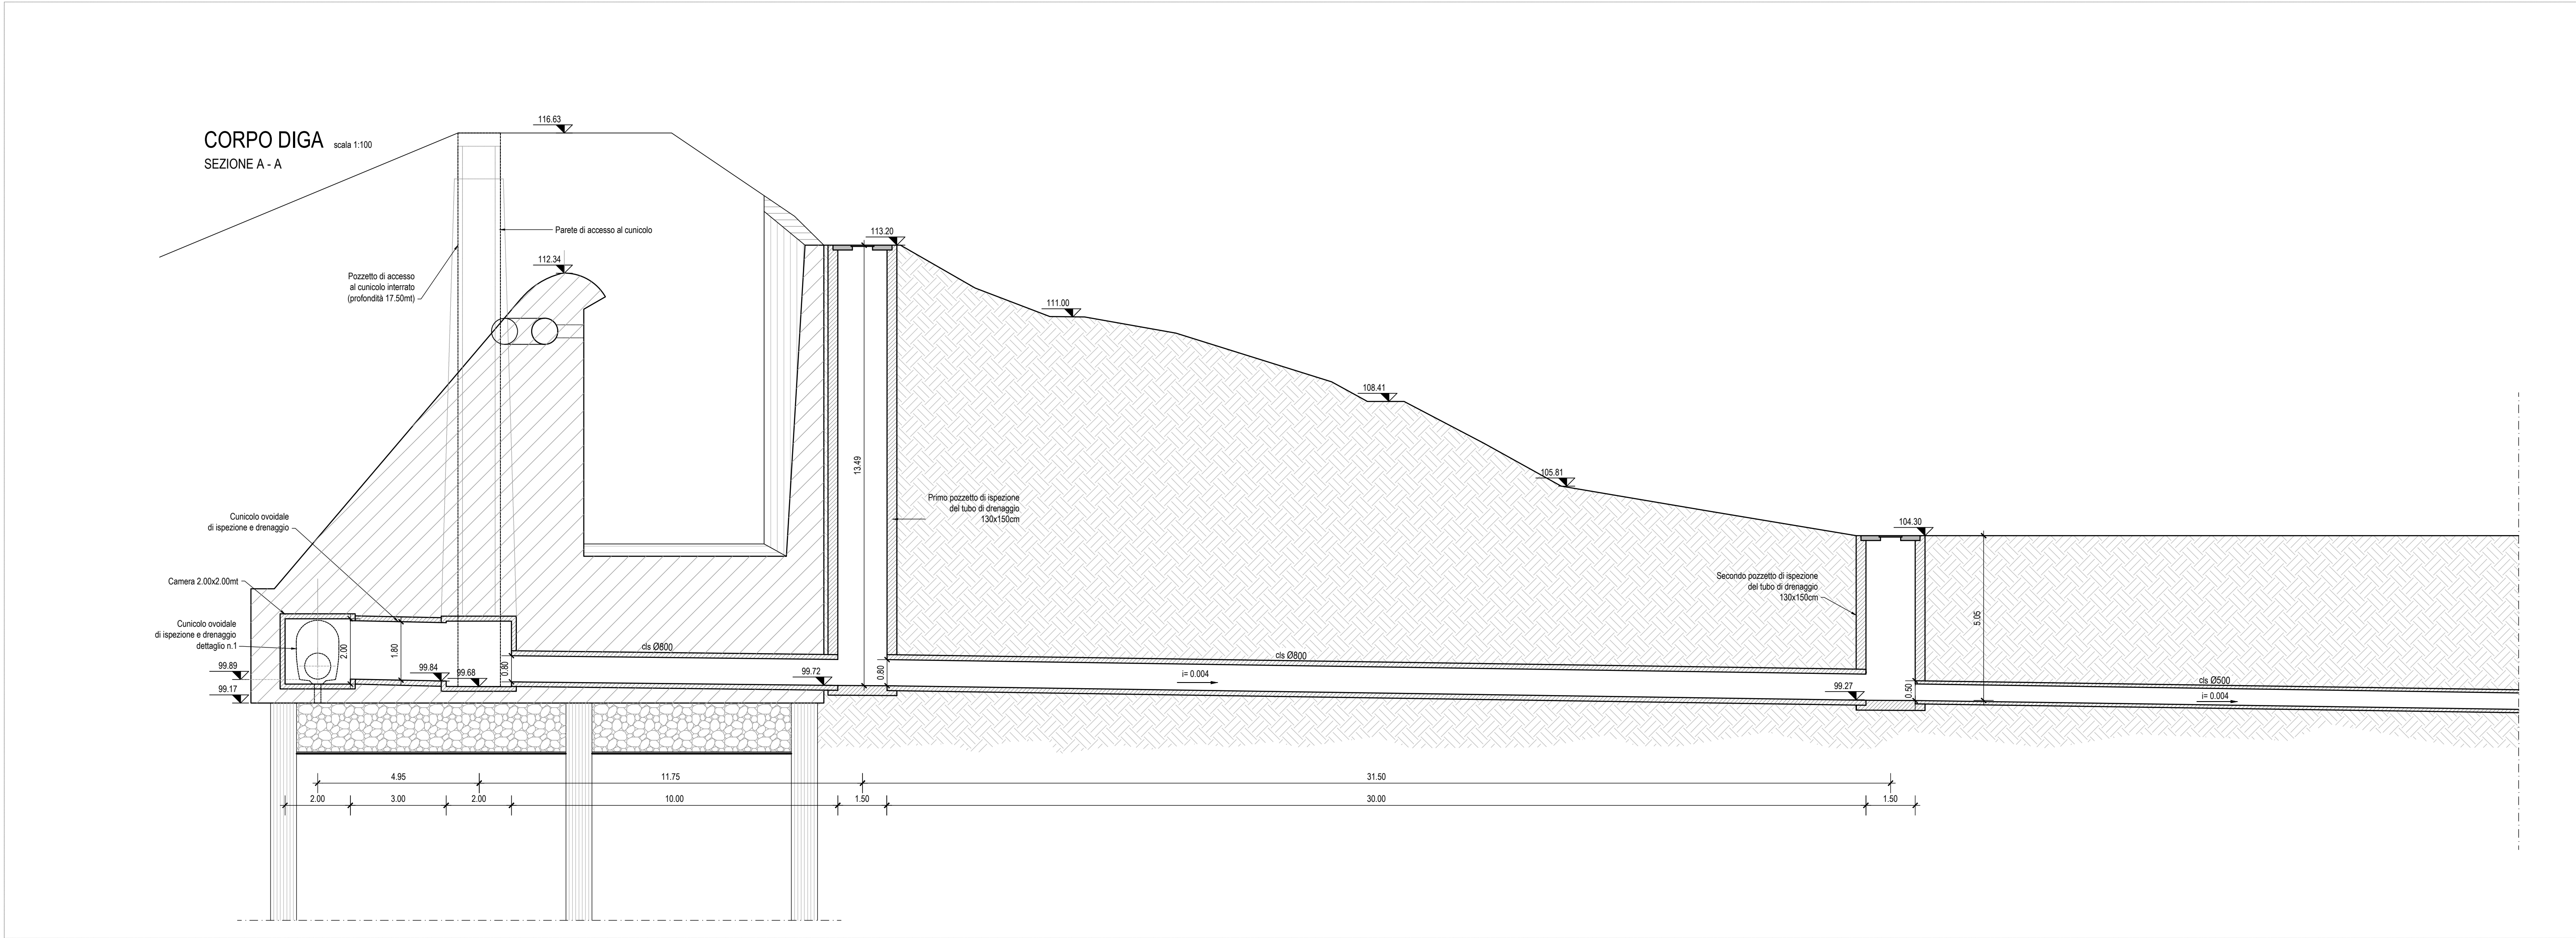 CORPO DIGA scala 1:100
SEZIONE A - A
116.63
Parete di accesso al cunicolo
113.20
112.34
Pozzetto di accesso
al cunicolo interrato
(profondità 17.50mt)
111.00
108.41
13.49
105.81
Primo pozzetto di ispezione
del tubo di drenaggio
130x150cm
Cunicolo ovoidale
di ispezione e drenaggio
104.30
Camera 2.00x2.00mt
Secondo pozzetto di ispezione
del tubo di drenaggio
130x150cm
5.05
Cunicolo ovoidale
di ispezione e drenaggio
dettaglio n.1
2.00
1.80
cls Ø800
cls Ø800
99.89
99.84
99.68
0.80
99.72
0.80
i= 0.004
99.17
99.27
0.50
cls Ø500
i= 0.004
4.95
11.75
31.50
2.00
3.00
2.00
10.00
1.50
30.00
1.50